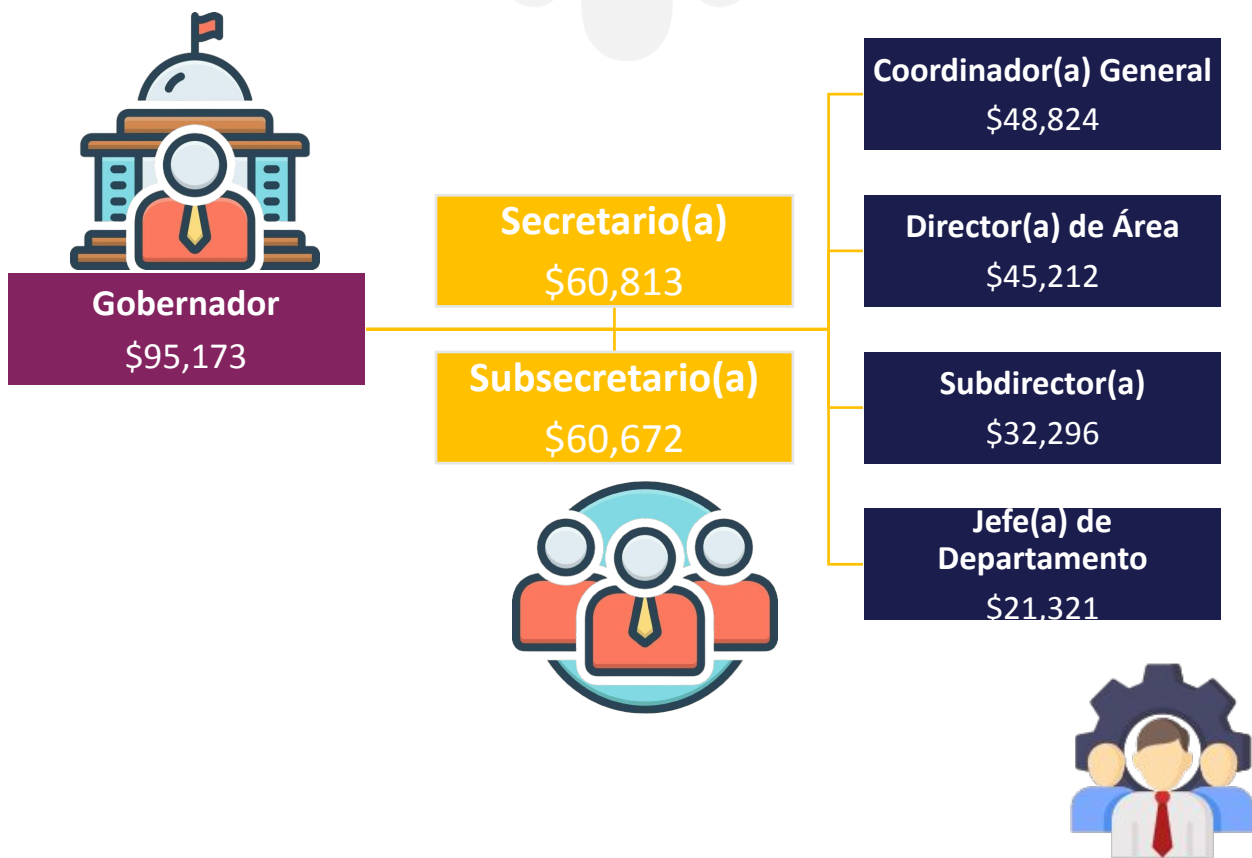 Gobernador
$95,173
Secretario(a)
$60,813
Subsecretario(a)
$60,672
Coordinador(a) General
$48,824
Director(a) de Área
$45,212
Subdirector(a)
$32,296
Jefe(a) de
Departamento
$21,321